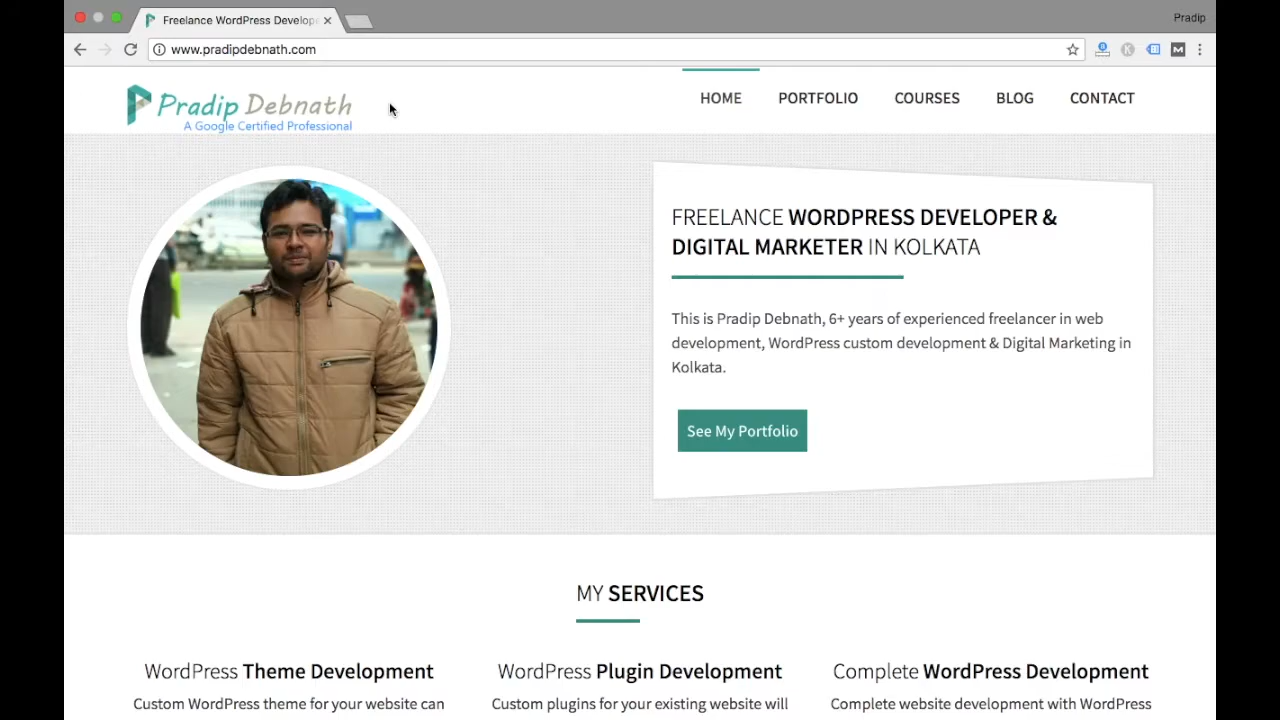 Freelance WordPress Develope
Pradip
www.pradipdebnath.com
Pradip Debnath
A Google Certified Professional
HOME PORTFOLIO COURSES BLOG CONTACT
FREELANCE WORDPRESS DEVELOPER &
DIGITAL MARKETER IN KOLKATA
This is Pradip Debnath, 6+ years of experienced freelancer in web
development, WordPress custom development & Digital Marketing in
Kolkata.
See My Portfolio
MY SERVICES
WordPress Theme Development
Custom WordPress theme for your website can
WordPress Plugin Development
Custom plugins for your existing website will
Complete WordPress Development
Complete website development with WordPress